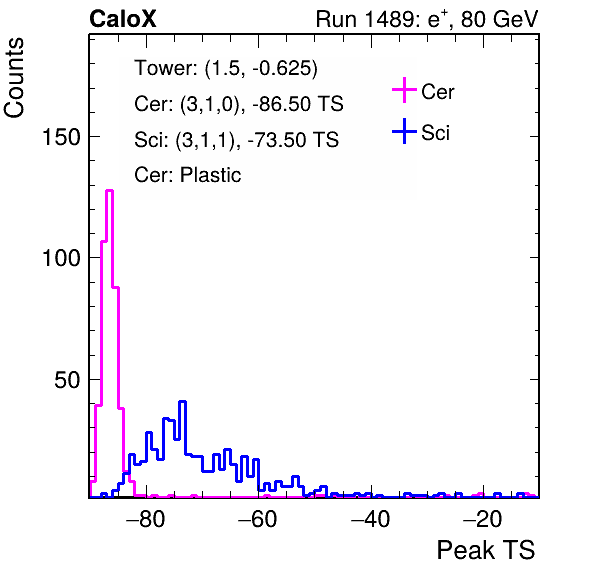 CaloX Run 1489: e⁺, 80 GeV
Counts
Tower: (1.5, -0.625)
Cer: (3,1,0), -86.50 TS
Sci: (3,1,1), -73.50 TS
Cer: Plastic
Cer
Sci
150
100
50
−80 −60 −40 −20
Peak TS